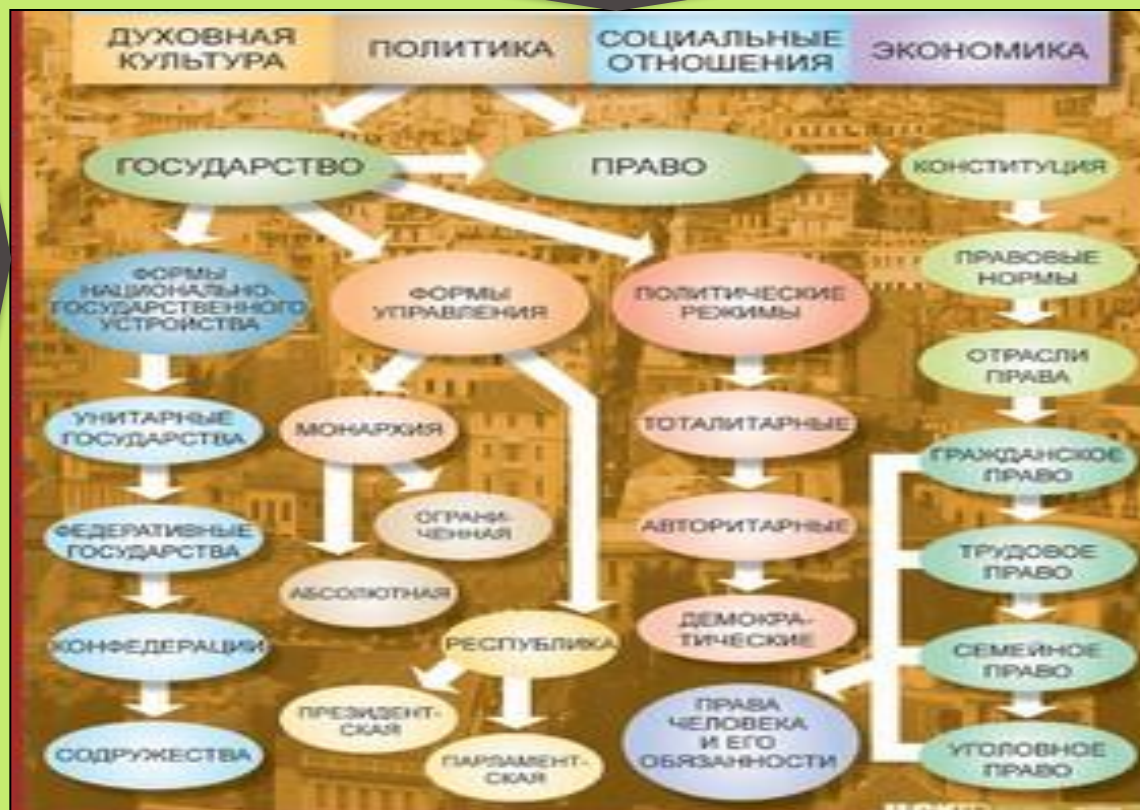 ДУХОВНАЯ
КУЛЬТУРА
ПОЛИТИКА
СОЦИАЛЬНЫЕ
ОТНОШЕНИЯ
ЭКОНОМИКА
ГОСУДАРСТВО
ПРАВО
КОНСТИТУЦИЯ
ФОРМЫ
НАЦИОНАЛЬНО-
ГОСУДАРСТВЕННОГО
УСТРОЙСТВА
ФОРМЫ
УПРАВЛЕНИЯ
ПОЛИТИЧЕСКИЕ
РЕЖИМЫ
ПРАВОВЫЕ
НОРМЫ
ОТРАСЛИ
ПРАВА
УНИТАРНЫЕ
ГОСУДАРСТВА
МОНАРХИЯ
ТОТАЛИТАРНЫЕ
ГРАЖДАНСКОЕ
ПРАВО
ФЕДЕРАТИВНЫЕ
ГОСУДАРСТВА
ОГРАНИ-
ЧЕННАЯ
АВТОРИТАРНЫЕ
ТРУДОВОЕ
ПРАВО
АБСОЛЮТНАЯ
КОНФЕДЕРАЦИИ
РЕСПУБЛИКА
ДЕМОКРА-
ТИЧЕСКИЕ
СЕМЕЙНОЕ
ПРАВО
ПРЕЗИДЕНТ-
СКАЯ
ПРАВА
ЧЕЛОВЕКА
И ЕГО
ОБЯЗАННОСТИ
СОДРУЖЕСТВА
ПАРЛАМЕНТ-
СКАЯ
УГОЛОВНОЕ
ПРАВО